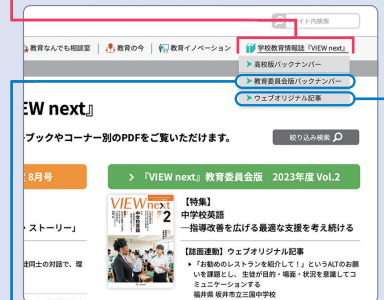 サイト内検索
教育なんでも相談室
教育の今
教育イノベーション
学校教育情報誌『VIEW next』
高校版バックナンバー
教育委員会版バックナンバー
ウェブオリジナル記事
EW next』
ブックやコーナー別のPDFをご覧いただけます。
絞り込み検索
8月号
『VIEW next』教育委員会版 2023年度 Vol.2
VIEW next
2
中学校英語
【特集】
中学校英語
―指導改善を広げる最適な支援を考え続ける
ストーリー」
【誌面連動】ウェブオリジナル記事
「お勧めのレストランを紹介して！」というALTのお願
いを課題とし、生徒が目的・場面・状況を意識してコ
ミュニケーションする
福井県 坂井市立三国中学校
徒同士の対話で、理